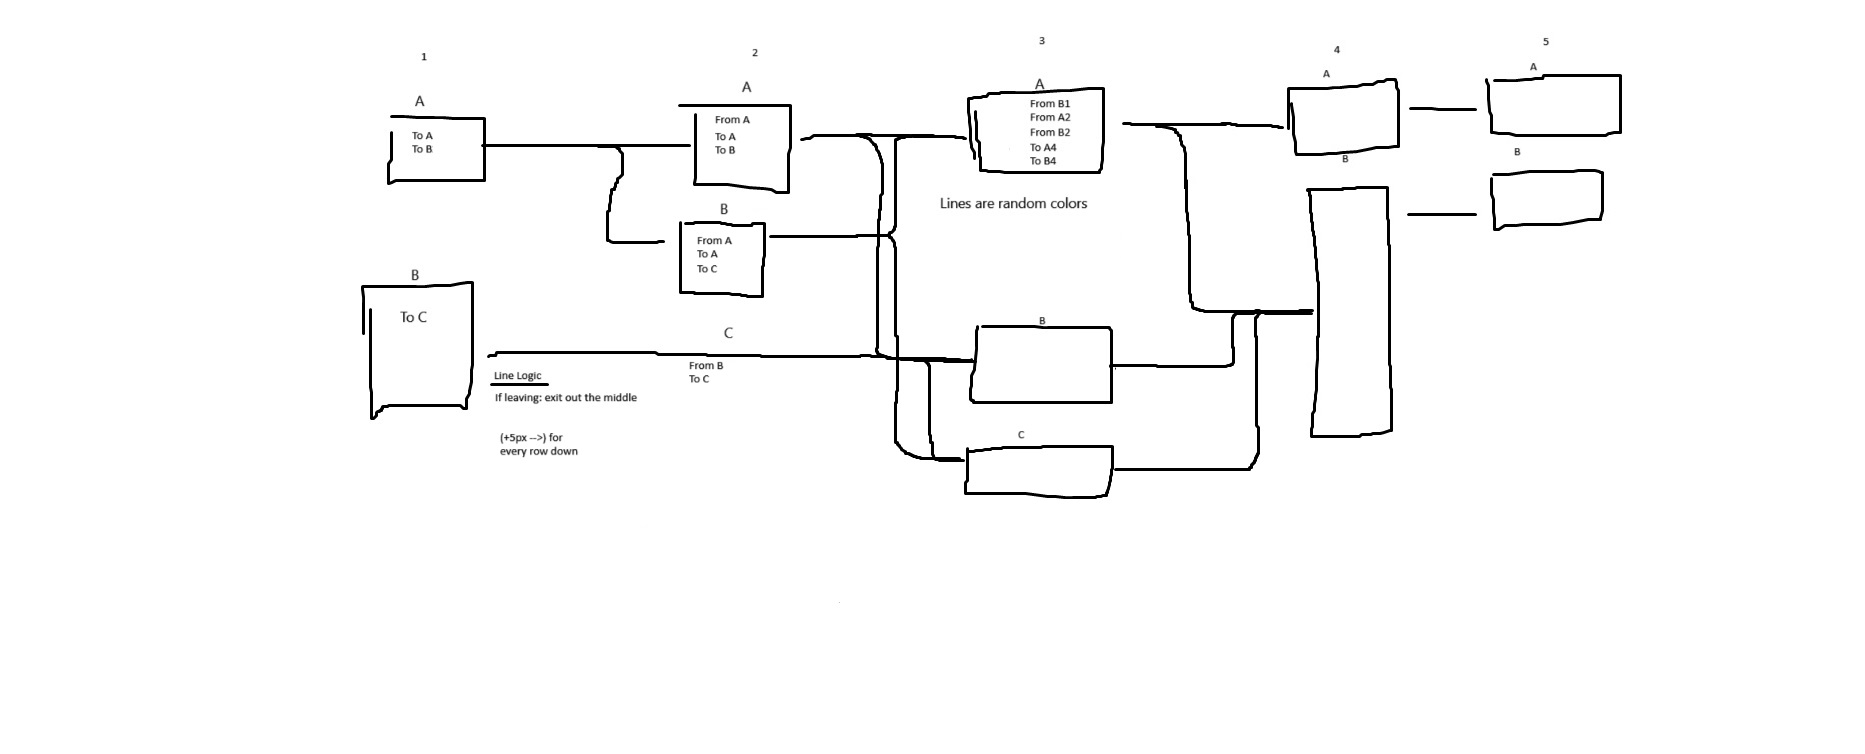 1
2
3
4
5
A
To A
To B
A
From A
To A
To B
A
From B1
From A2
From B2
To A4
To B4
A
A
B
B
Lines are random colors
B
From A
To A
To C
B
To C
C
From B
To C
Line Logic
If leaving: exit out the middle
(+5px -->) for
every row down
B
C